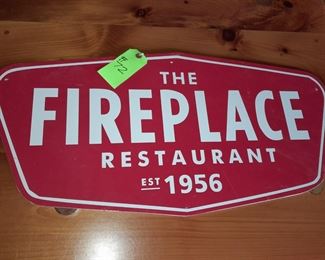 THE
FIREPLACE
RESTAURANT
EST 1956